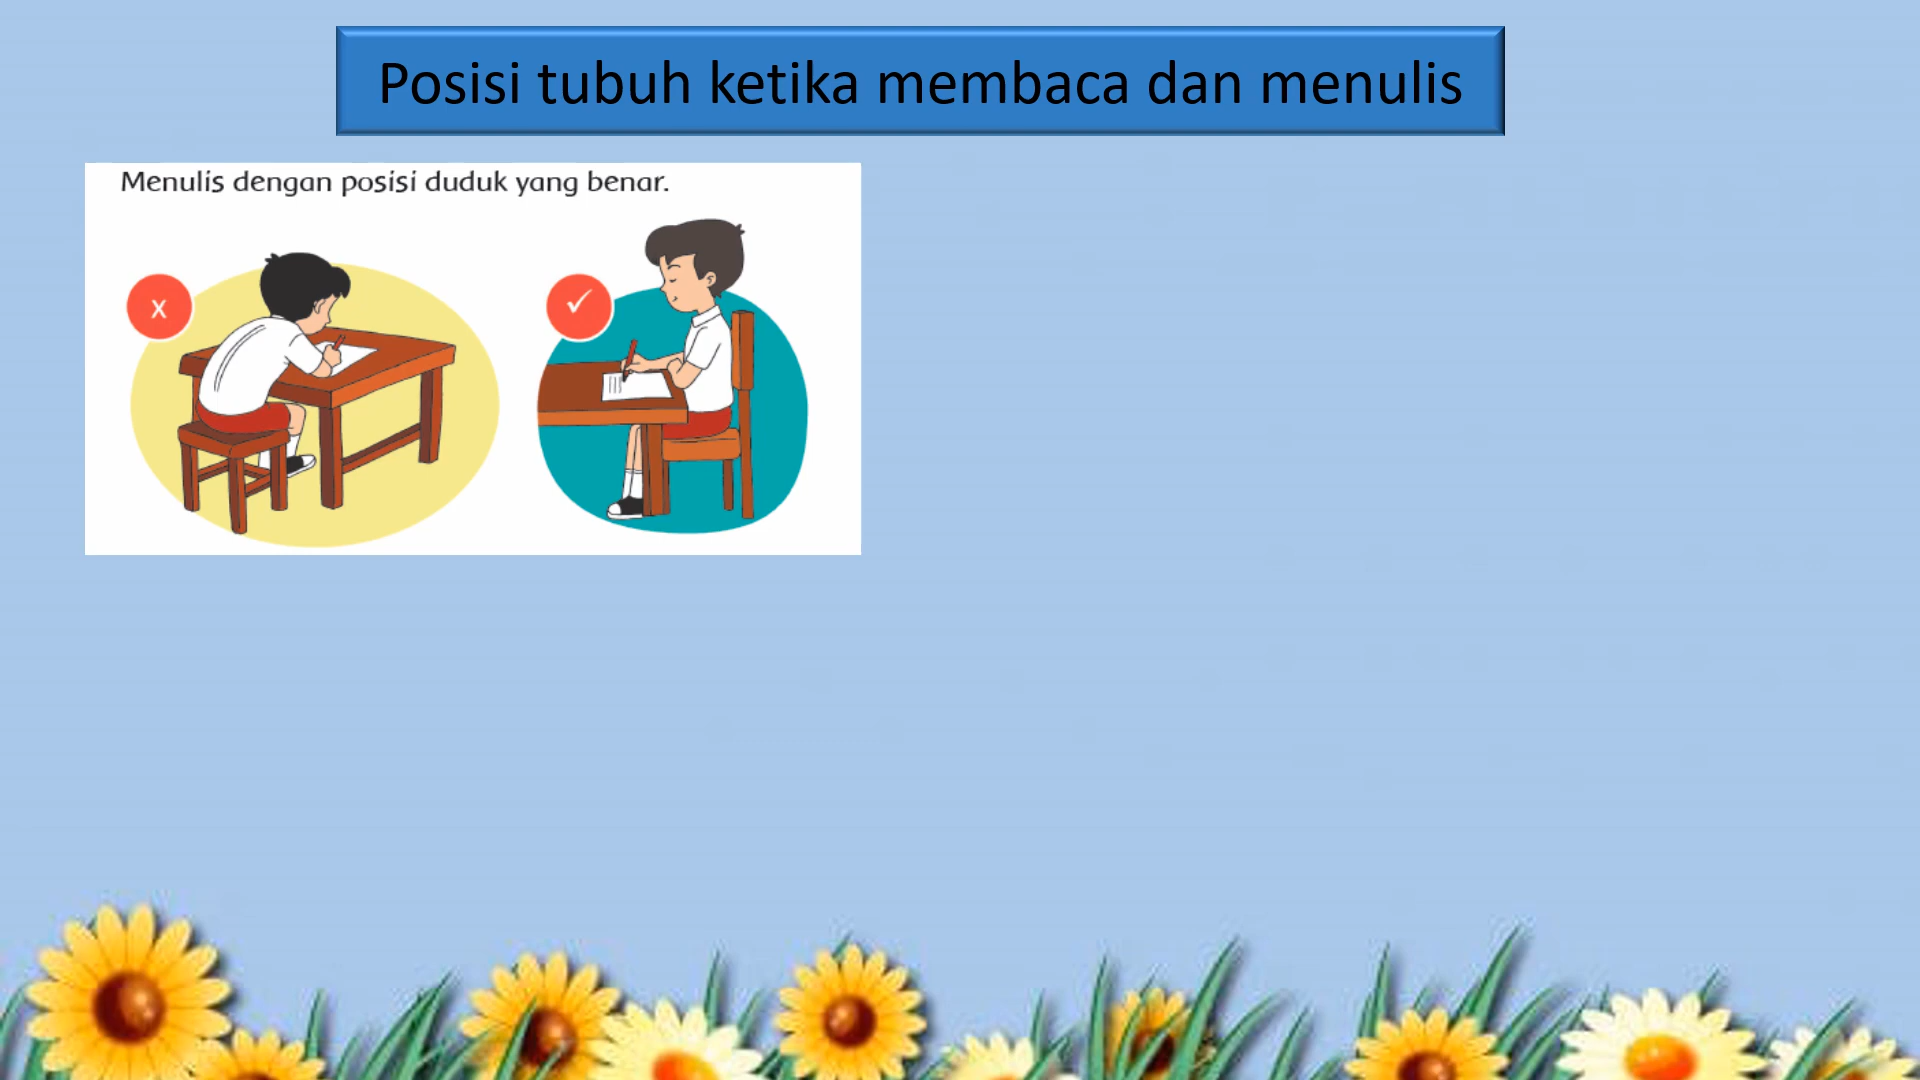 Posisi tubuh ketika membaca dan menulis
Menulis dengan posisi duduk yang benar.
x
✓